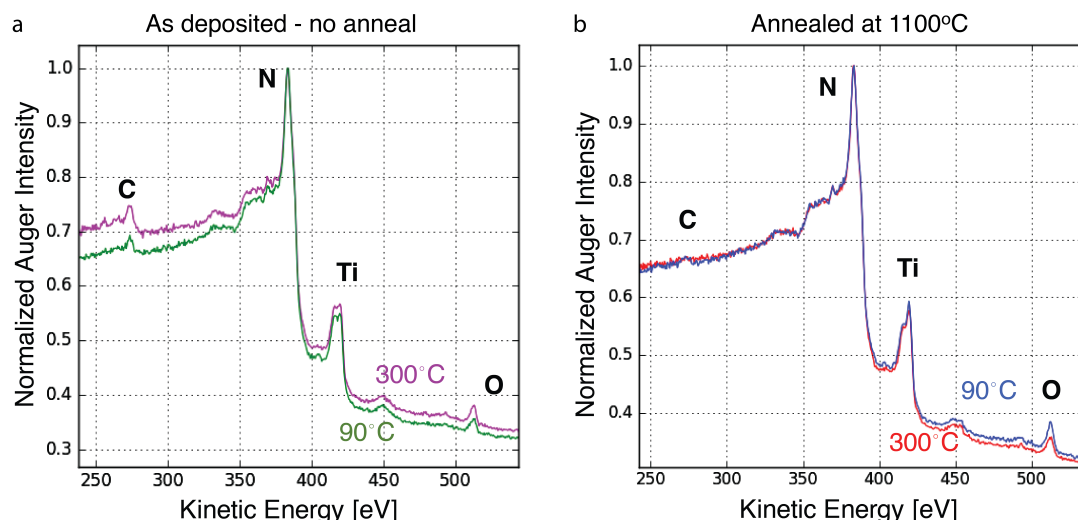 a
As deposited - no anneal
Normalized Auger Intensity
1.0
0.9
0.8
0.7
0.6
0.5
0.4
0.3
C
N
Ti
O
300°C
90°C
250
300
350
400
450
500
Kinetic Energy [eV]
b
Annealed at 1100°C
Normalized Auger Intensity
1.0
0.9
0.8
0.7
0.6
0.5
0.4
C
N
Ti
O
90°C
300°C
250
300
350
400
450
500
Kinetic Energy [eV]